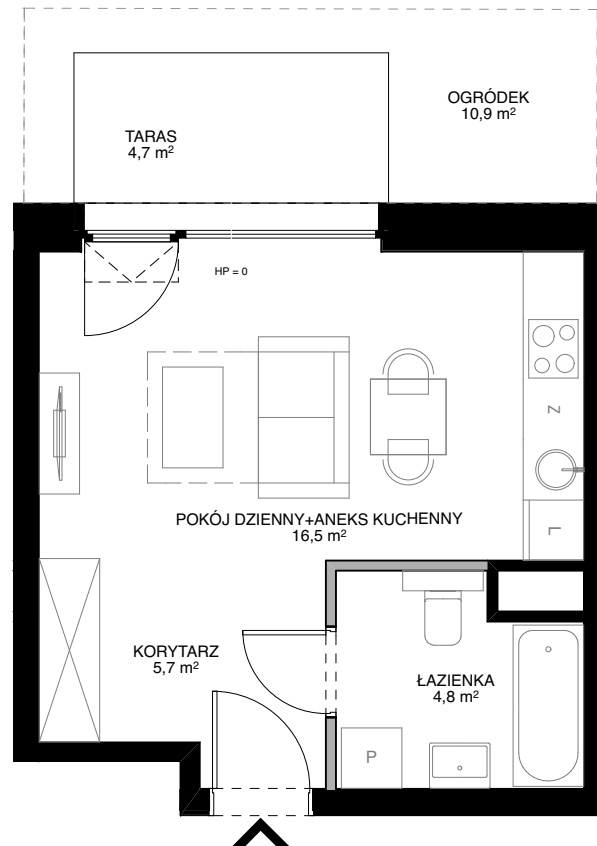 OGRÓDEK
10,9 m²
TARAS
4,7 m²
HP = 0
Z
POKÓJ DZIENNY+ANEKS KUCHENNY
16,5 m²
L
KORYTARZ
5,7 m²
ŁAZIENKA
4,8 m²
P